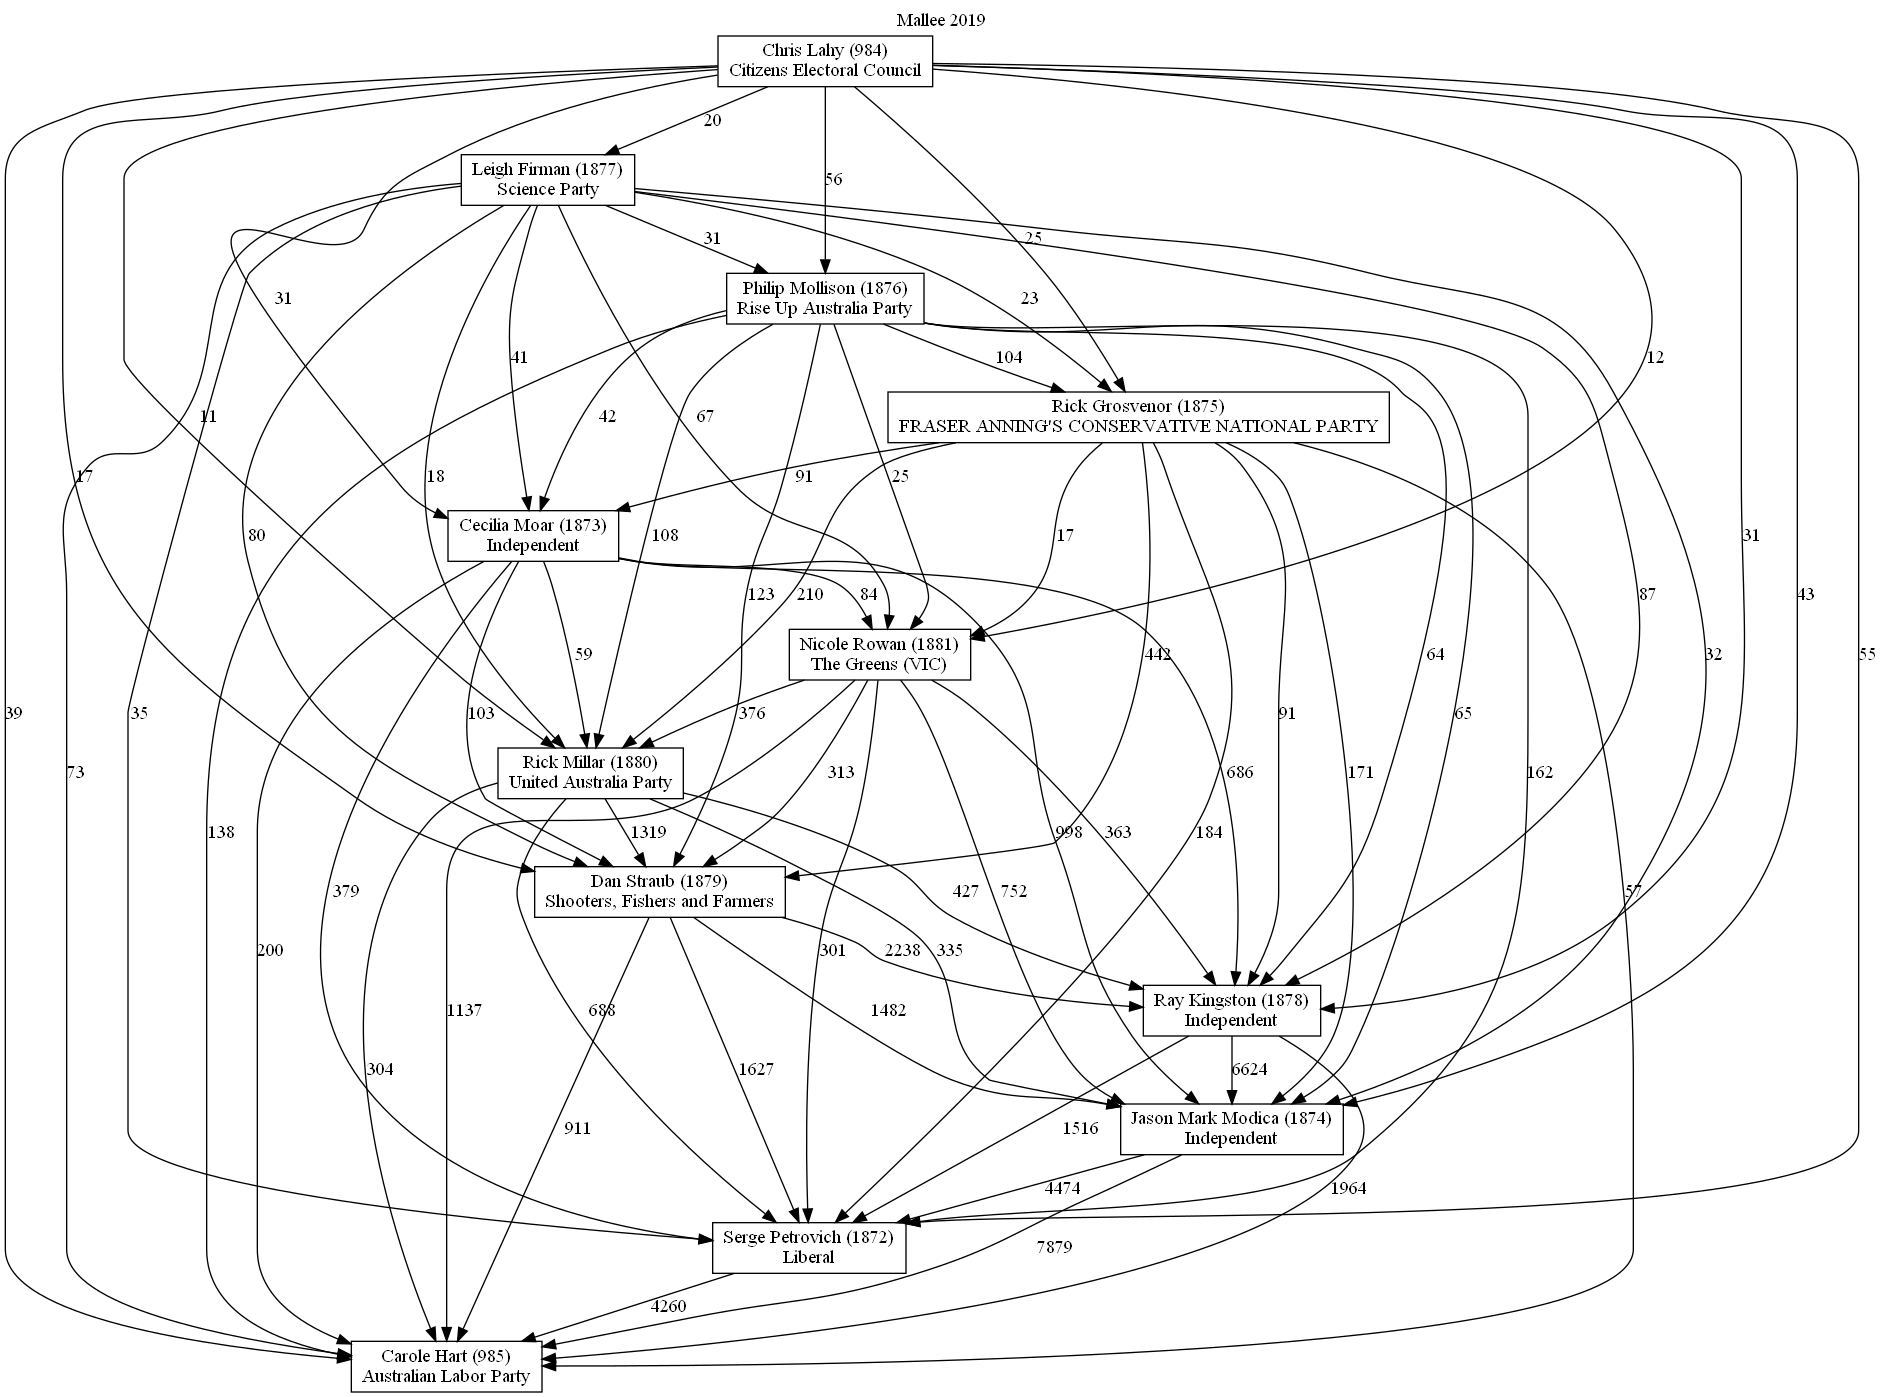 Mallee 2019
Chris Lahy (984)
Citizens Electoral Council
20
Leigh Firman (1877)
Science Party
56
31
25
31
23
Philip Mollison (1876)
Rise Up Australia Party
41
104
12
Rick Grosvenor (1875)
FRASER ANNING'S CONSERVATIVE NATIONAL PARTY
11
42
67
17
18
91
25
Cecilia Moar (1873)
Independent
80
108
17
31
35
123
210
84
87
43
Nicole Rowan (1881)
The Greens (VIC)
59
442
64
32
55
39
35
103
376
91
65
Rick Millar (1880)
United Australia Party
73
313
686
171
162
138
1319
363
998
184
Dan Straub (1879)
Shooters, Fishers and Farmers
379
427
752
57
200
301
2238
335
Ray Kingston (1878)
Independent
1137
688
1482
304
1627
6624
Jason Mark Modica (1874)
Independent
911
1516
4474
1964
Serge Petrovich (1872)
Liberal
7879
4260
Carole Hart (985)
Australian Labor Party